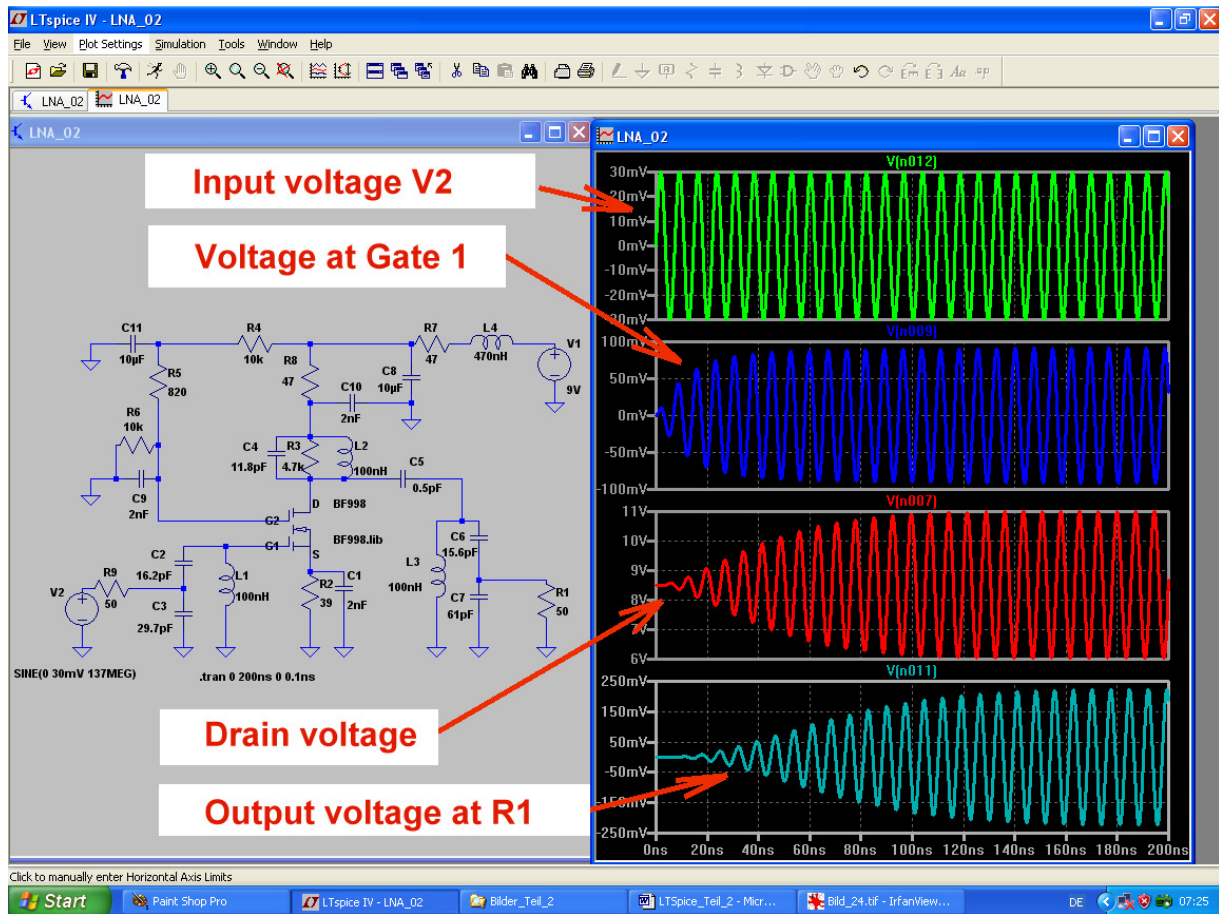 LTspice IV - LNA_02
File View Plot Settings Simulation Tools Window Help
LNA_02 LNA_02
LNA_02
LNA_02
Input voltage V2
Voltage at Gate 1
Drain voltage
Output voltage at R1
C11
10µF
R4
10k
R7
47
L4
470nH
V1
9V
R5
820
R8
47
C8
10µF
C10
2nF
R6
10k
C4
11.8pF
R3
4.7k
L2
100nH
C5
0.5pF
C9
2nF
D
BF998
G2
BF998.lib
G1
S
C2
16.2pF
R9
50
V2
L1
100nH
C3
29.7pF
R2
39
C1
2nF
L3
100nH
C6
15.6pF
C7
61pF
R1
50
SINE(0 30mV 137MEG)
.tran 0 200ns 0 0.1ns
V(n012)
30mV
20mV
10mV
0mV
-10mV
-20mV
-30mV
V(n009)
100mV
50mV
0mV
-50mV
-100mV
V(n007)
11V
10V
9V
8V
7V
6V
V(n011)
250mV
150mV
50mV
-50mV
-150mV
-250mV
0ns 20ns 40ns 60ns 80ns 100ns 120ns 140ns 160ns 180ns 200ns
Click to manually enter Horizontal Axis Limits
Start Paint Shop Pro LTspice IV - LNA_02 Bilder_Teil_2 LTSpice_Teil_2 - Micr... Bild_24.tif - IrfanView... DE 07:25